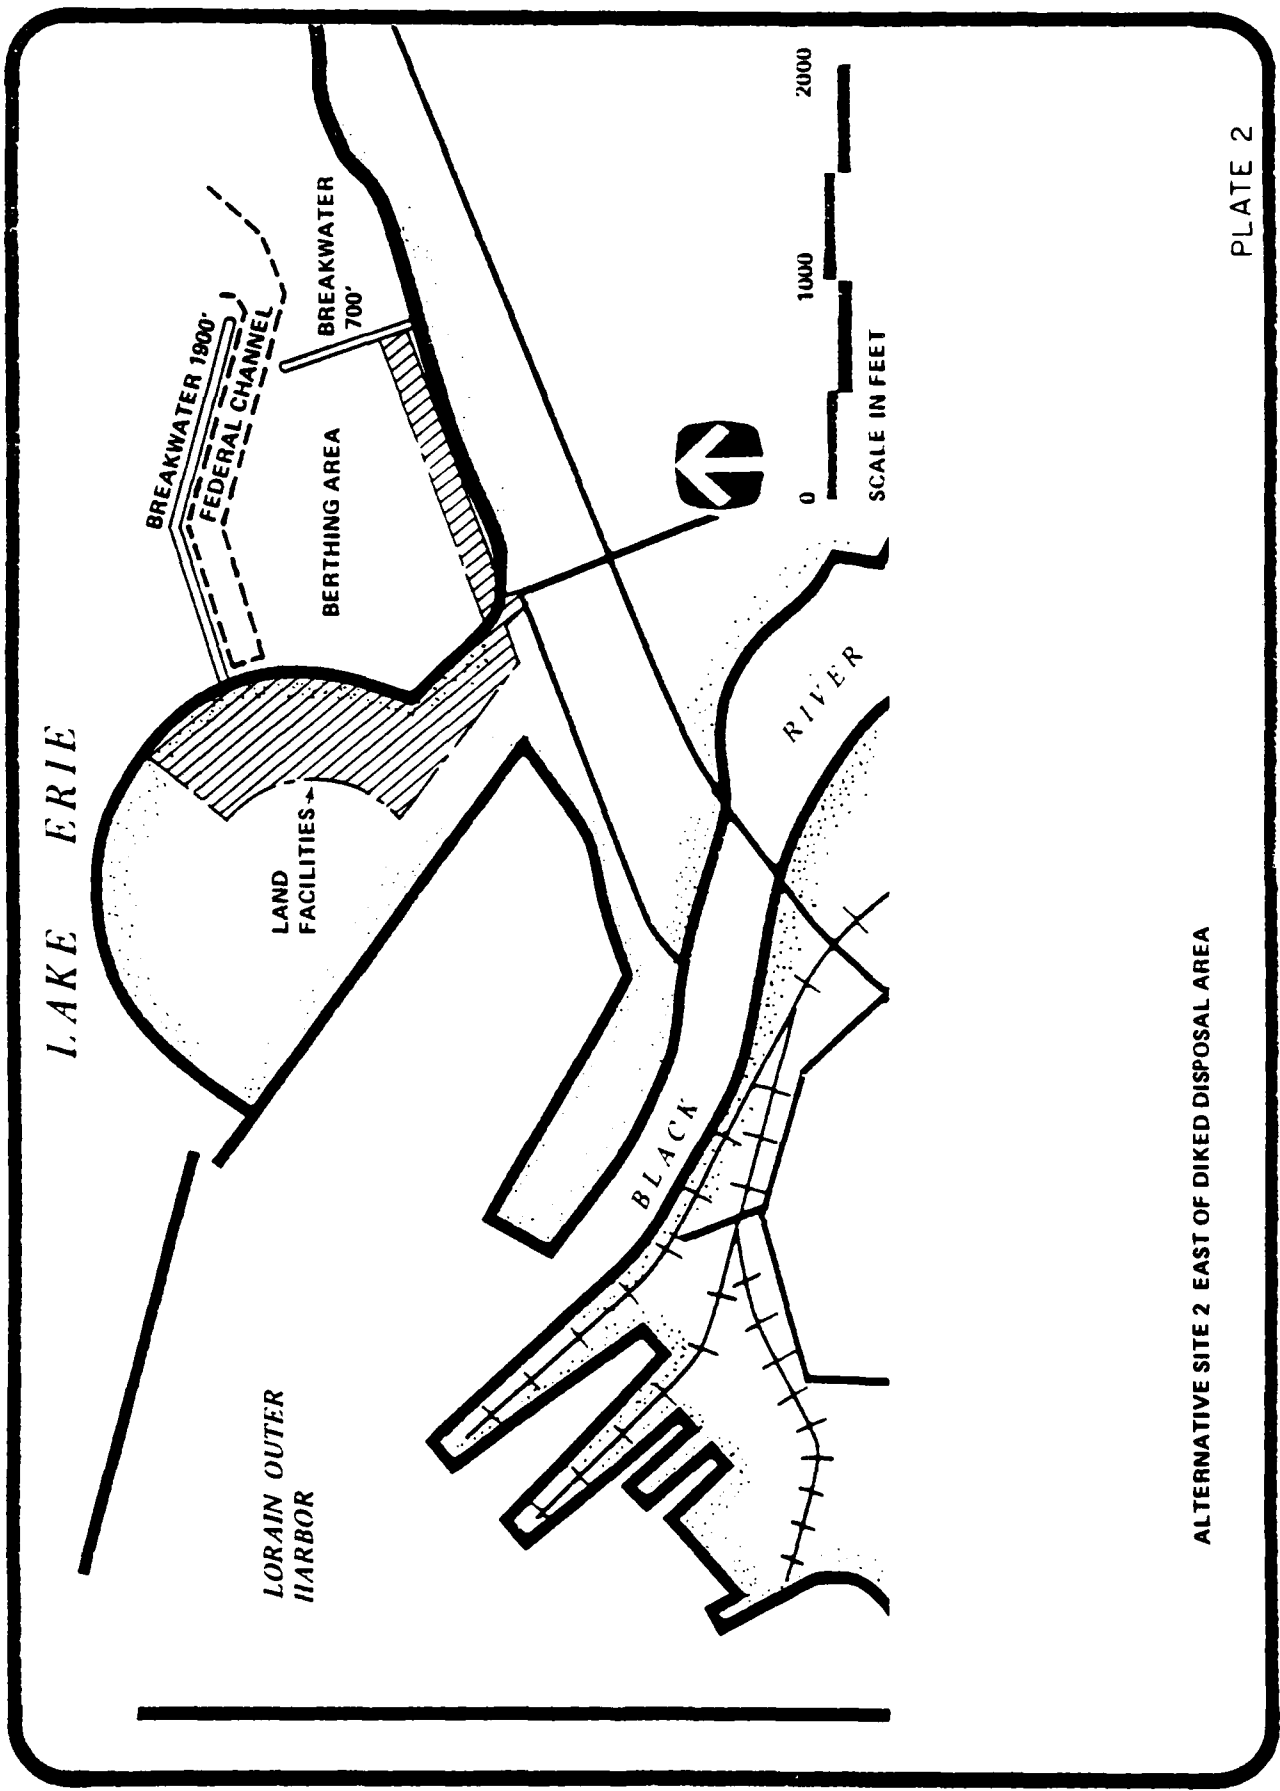 LAKE ERIE
BREAKWATER 1900'
FEDERAL CHANNEL
BREAKWATER
700'
BERTHING AREA
LAND
FACILITIES
LORAIN OUTER
HARBOR
BLACK
RIVER
0 1000 2000
SCALE IN FEET
ALTERNATIVE SITE 2 EAST OF DIKED DISPOSAL AREA
PLATE 2